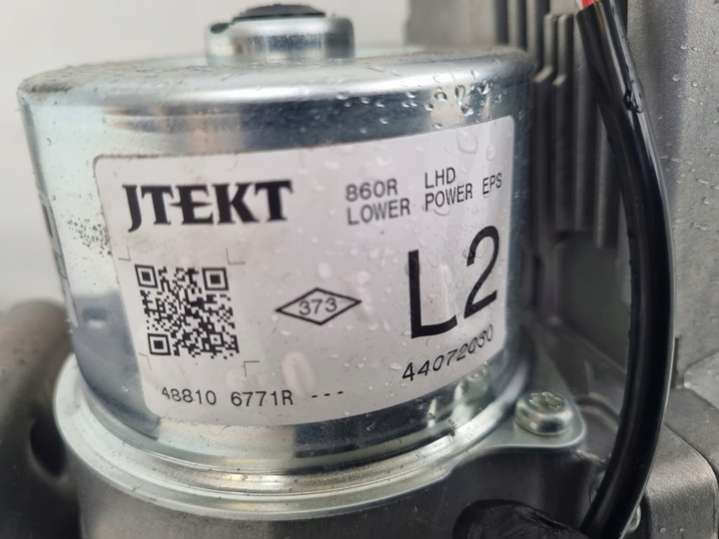 JTEKT
860R LHD
LOWER POWER EPS
L2
373
44072030
48810 6771R ---